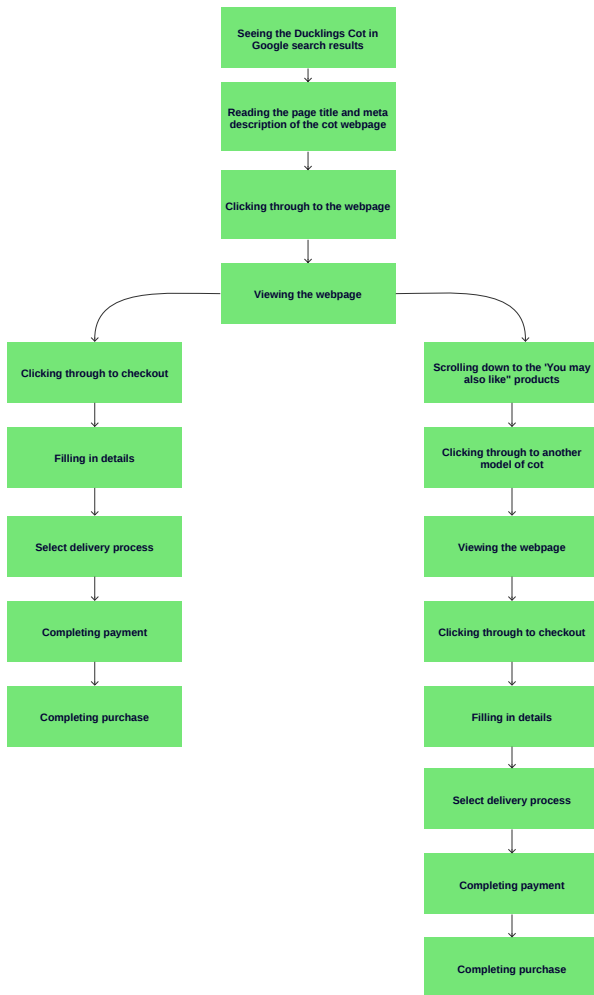 Seeing the Ducklings Cot in
Google search results
Reading the page title and meta
description of the cot webpage
Clicking through to the webpage
Viewing the webpage
Clicking through to checkout
Filling in details
Select delivery process
Completing payment
Completing purchase
Scrolling down to the 'You may
also like" products
Clicking through to another
model of cot
Viewing the webpage
Clicking through to checkout
Filling in details
Select delivery process
Completing payment
Completing purchase